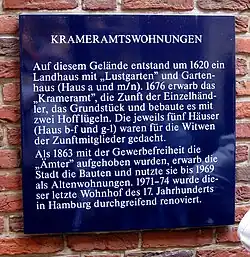 KRAMERAMTSWOHNUNGEN
Auf diesem Gelände entstand um 1620 ein
Landhaus mit „Lustgarten" und Garten-
haus (Haus a und m/n). 1676 erwarb das
„Krameramt", die Zunft der Einzelhänd-
ler, das Grundstück und bebaute es mit
zwei Hofflügeln. Die jeweils fünf Häuser
(Haus b-f und g-l) waren für die Witwen
der Zunftmitglieder gedacht.
Als 1863 mit der Gewerbefreiheit die
„Ämter" aufgehoben wurden, erwarb die
Stadt die Bauten und nutzte sie bis 1969
als Altenwohnungen. 1971-74 wurde die-
ser letzte Wohnhof des 17. Jahrhunderts
in Hamburg durchgreifend renoviert.